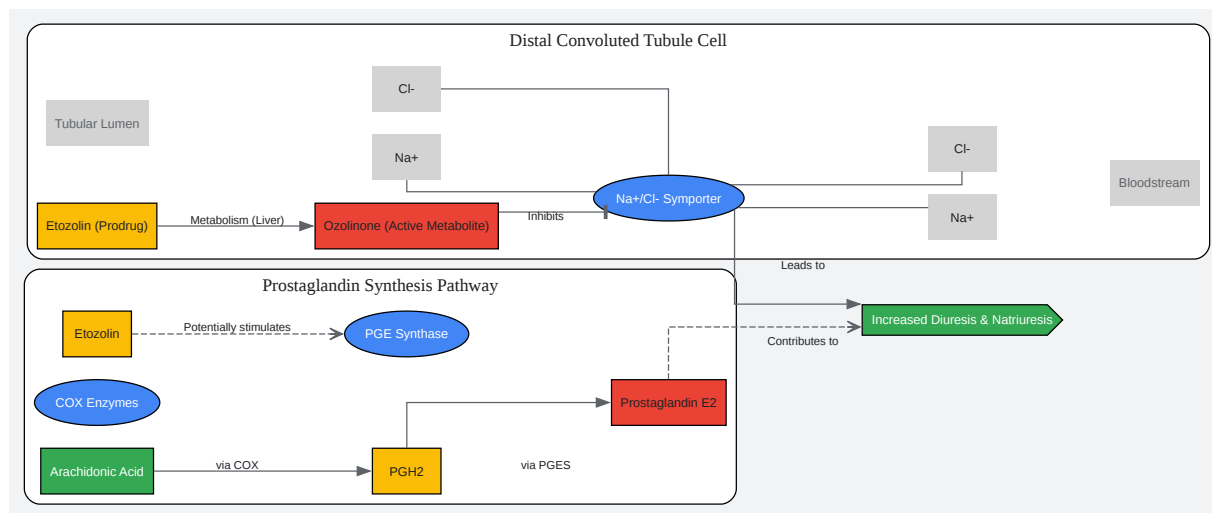 Distal Convoluted Tubule Cell
Cl-
Tubular Lumen
Na+
Cl-
Bloodstream
Na+/Cl- Symporter
Na+
Etozolin (Prodrug)
Metabolism (Liver)
Ozolinone (Active Metabolite)
Inhibits
Leads to
Prostaglandin Synthesis Pathway
Increased Diuresis & Natriuresis
Etozolin
Potentially stimulates
PGE Synthase
Contributes to
COX Enzymes
Prostaglandin E2
Arachidonic Acid
via COX
PGH2
via PGES